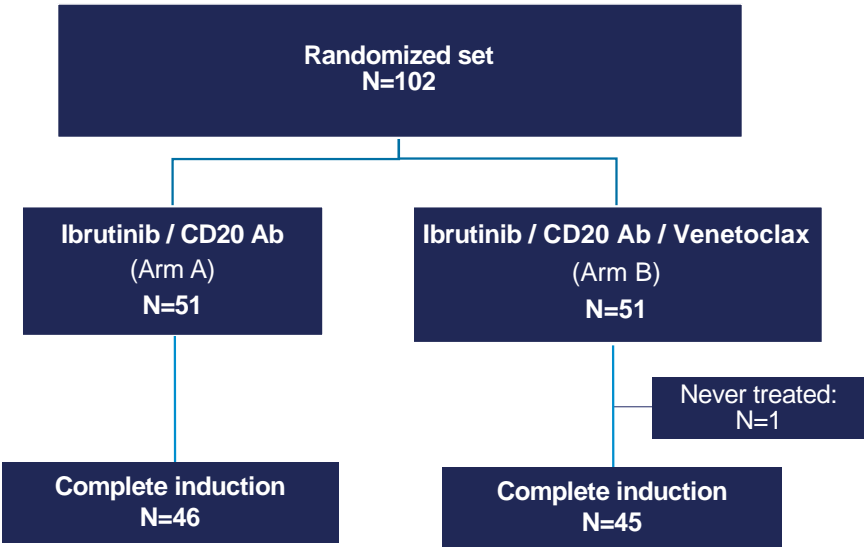 Randomized set
N=102
Ibrutinib / CD20 Ab
(Arm A)
N=51
Ibrutinib / CD20 Ab / Venetoclax
(Arm B)
N=51
Never treated:
N=1
Complete induction
N=46
Complete induction
N=45